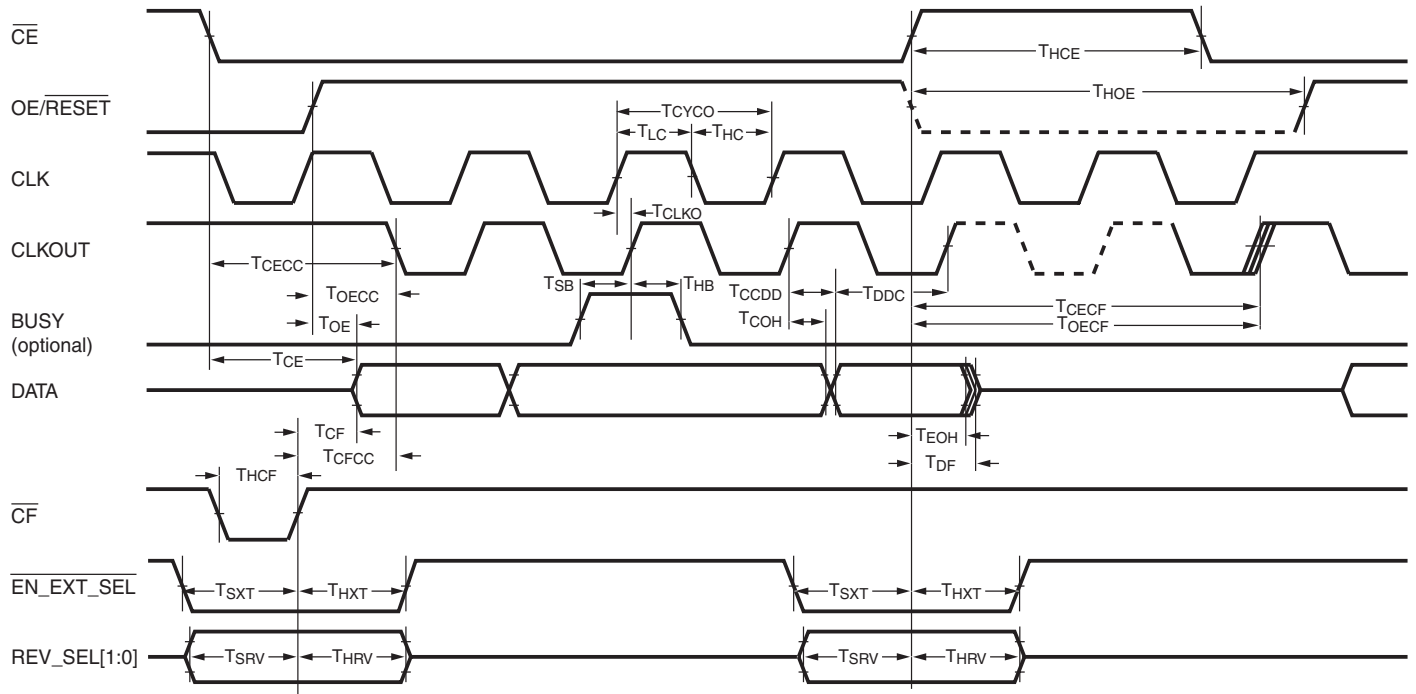 CE
THCE
OE/RESET
THOE
TCYCO
TLC
THC
CLK
TCLKO
CLKOUT
TCECC
TSB
THB
TCCDD
TDDC
TOECC
TCECF
TCOH
TOECF
BUSY
(optional)
TOE
TCE
DATA
TCF
TEOH
TCFCC
TDF
THCF
CF
EN_EXT_SEL
TSXT
THXT
TSXT
THXT
REV_SEL[1:0]
TSRV
THRV
TSRV
THRV